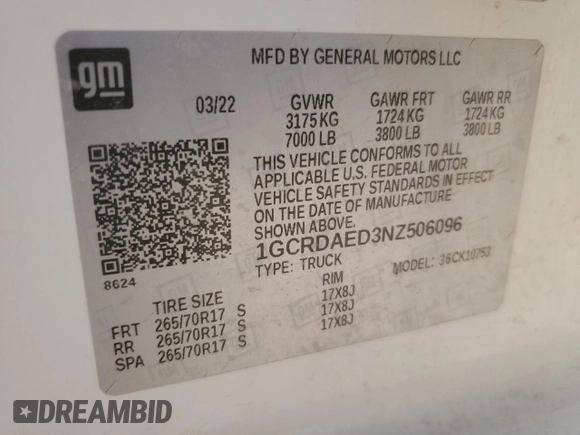 gm
MFD BY GENERAL MOTORS LLC
03/22 GVWR GAWR FRT GAWR RR
3175 KG 1724 KG 1724 KG
7000 LB 3800 LB 3800 LB
THIS VEHICLE CONFORMS TO ALL
APPLICABLE U.S. FEDERAL MOTOR
VEHICLE SAFETY STANDARDS IN EFFECT
ON THE DATE OF MANUFACTURE
SHOWN ABOVE.
1GCRDAED3NZ506096
TYPE: TRUCK MODEL: 36CK10753
8624
TIRE SIZE RIM
FRT 265/70R17 S 17X8J
RR 265/70R17 S 17X8J
SPA 265/70R17 S 17X8J
DREAMBID